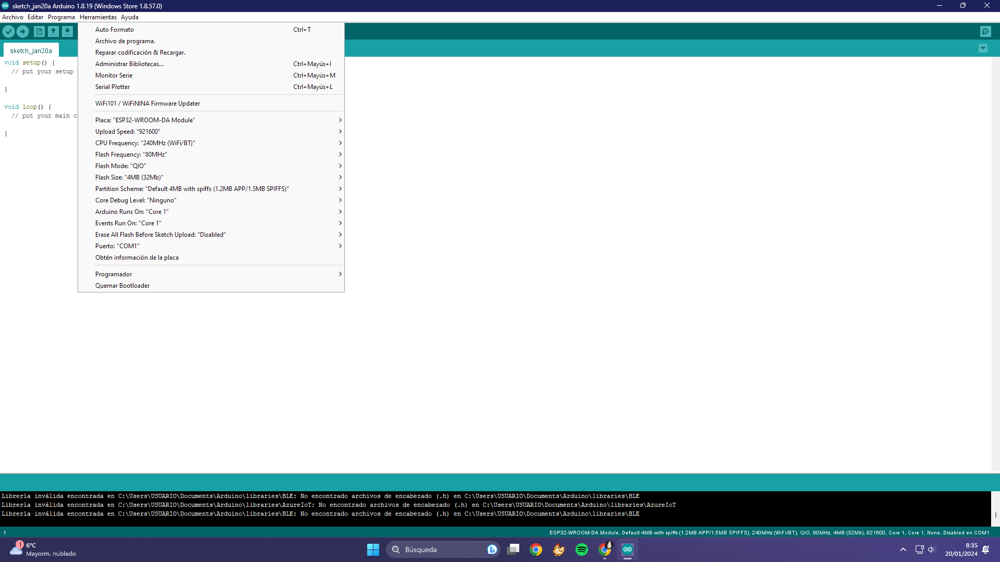 sketch_jan20a Arduino 1.8.19 (Windows Store 1.8.57.0)
Archivo Editar Programa Herramientas Ayuda
sketch_jan20a
void setup() {
// put your setup
}
void loop() {
// put your main c
}
Auto Formato Ctrl+T
Archivo de programa.
Reparar codificación & Recargar.
Administrar Bibliotecas... Ctrl+Mayús+I
Monitor Serie Ctrl+Mayús+M
Serial Plotter Ctrl+Mayús+L
WiFi101 / WiFiNINA Firmware Updater
Placa: "ESP32-WROOM-DA Module"
Upload Speed: "921600"
CPU Frequency: "240MHz (WiFi/BT)"
Flash Frequency: "80MHz"
Flash Mode: "QIO"
Flash Size: "4MB (32Mb)"
Partition Scheme: "Default 4MB with spiffs (1.2MB APP/1.5MB SPIFFS)"
Core Debug Level: "Ninguno"
Arduino Runs On: "Core 1"
Events Run On: "Core 1"
Erase All Flash Before Sketch Upload: "Disabled"
Puerto: "COM1"
Obtén información de la placa
Programador
Quemar Bootloader
Librería inválida encontrada en C:\Users\USUARIO\Documents\Arduino\libraries\BLE: No encontrado archivos de encabezado (.h) en C:\Users\USUARIO\Documents\Arduino\libraries\BLE
Librería inválida encontrada en C:\Users\USUARIO\Documents\Arduino\libraries\AzureIoT: No encontrado archivos de encabezado (.h) en C:\Users\USUARIO\Documents\Arduino\libraries\AzureIoT
Librería inválida encontrada en C:\Users\USUARIO\Documents\Arduino\libraries\BLE: No encontrado archivos de encabezado (.h) en C:\Users\USUARIO\Documents\Arduino\libraries\BLE
1 ESP32-WROOM-DA Module, Default 4MB with spiffs (1.2MB APP/1.5MB SPIFFS), 240MHz (WiFi/BT), QIO, 80MHz, 4MB (32Mb), 921600, Core 1, Core 1, None, Disabled en COM1
1
6°C
Mayorm. nublado
Búsqueda
8:35
20/01/2024